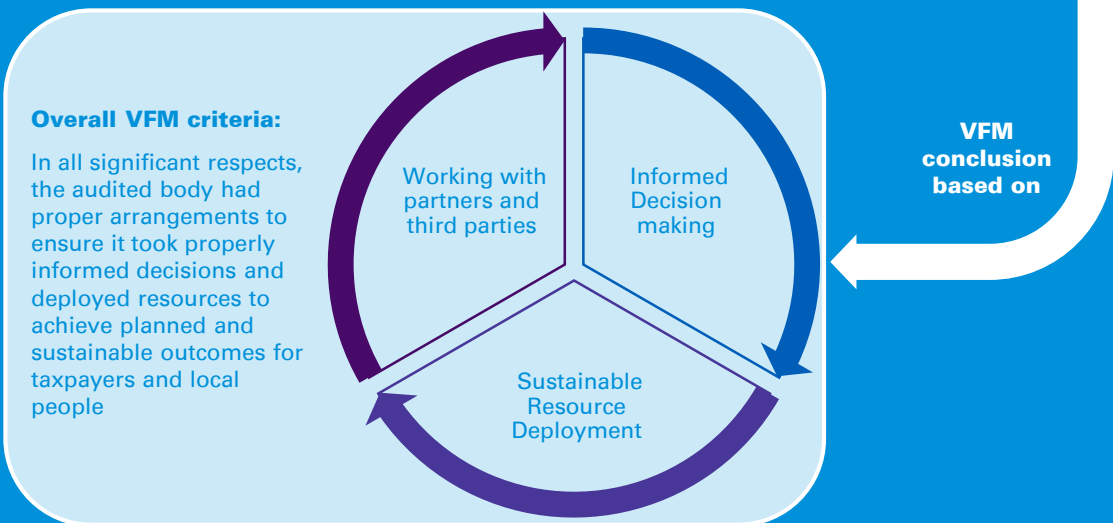 Overall VFM criteria:
In all significant respects,
the audited body had
proper arrangements to
ensure it took properly
informed decisions and
deployed resources to
achieve planned and
sustainable outcomes for
taxpayers and local
people
Working with
partners and
third parties
Informed
Decision
making
Sustainable
Resource
Deployment
VFM
conclusion
based on